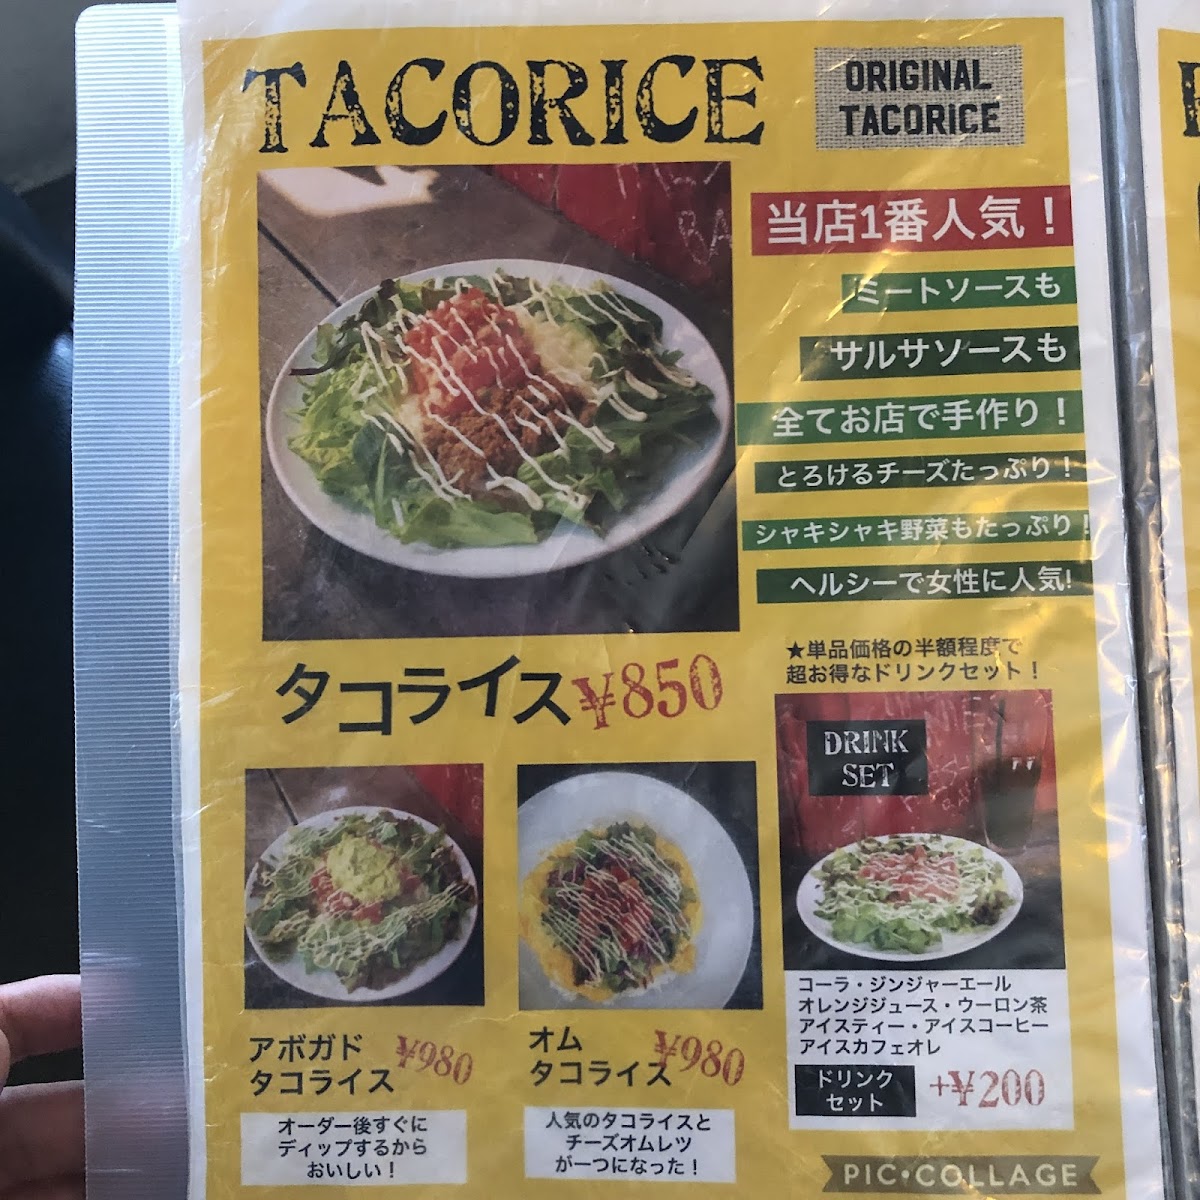 TACORICE
ORIGINAL
TACORICE
当店1番人気！
ミートソースも
サルサソースも
全てお店で手作り！
とろけるチーズたっぷり！
シャキシャキ野菜もたっぷり！
ヘルシーで女性に人気!
タコライス ¥850
★単品価格の半額程度で
超お得なドリンクセット！
DRINK
SET
コーラ・ジンジャーエール
オレンジジュース・ウーロン茶
アイスティー・アイスコーヒー
アイスカフェオレ
ドリンク
セット
+¥200
アボガド
タコライス
¥980
オーダー後すぐに
ディップするから
おいしい！
オム
タコライス
¥980
人気のタコライスと
チーズオムレツ
が一つになった！
PIC•COLLAGE